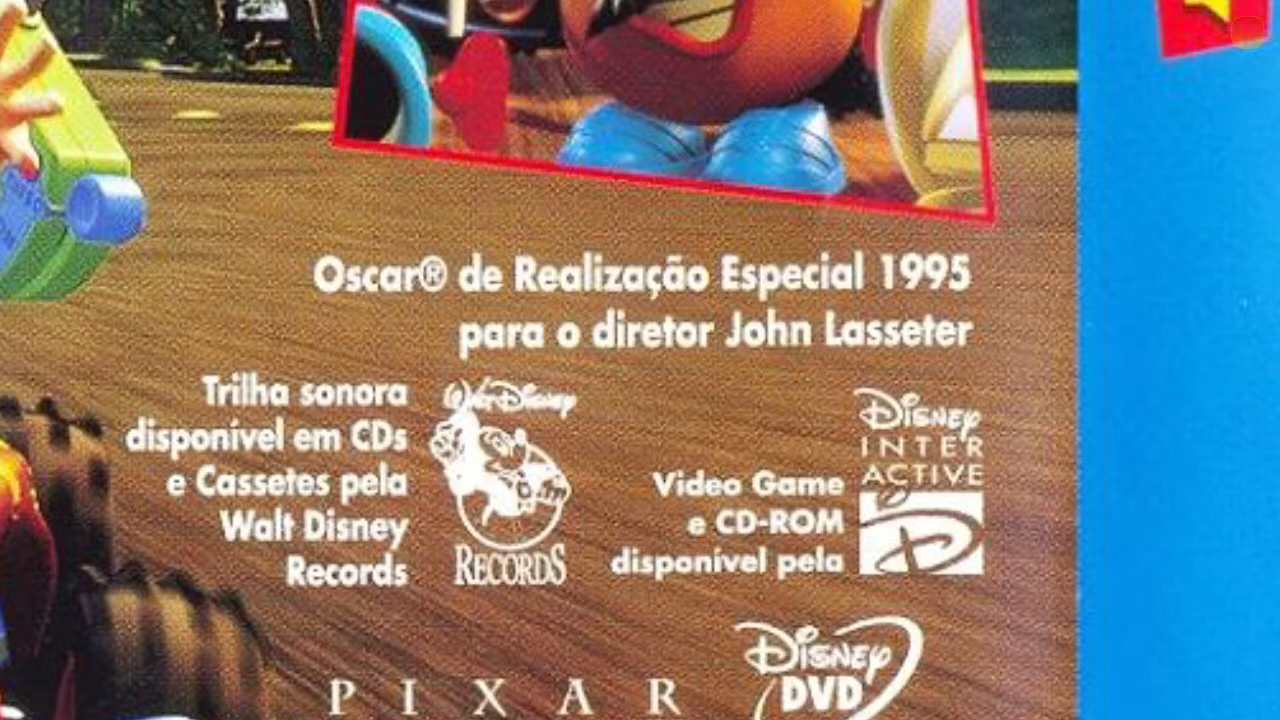 Oscar® de Realização Especial 1995
para o diretor John Lasseter
Trilha sonora
disponível em CDs
e Cassetes pela
Walt Disney
Records
Walt Disney
RECORDS
Video Game
e CD-ROM
disponível pela
DISNEY
INTER
ACTIVE
PIXAR
DISNEY
DVD